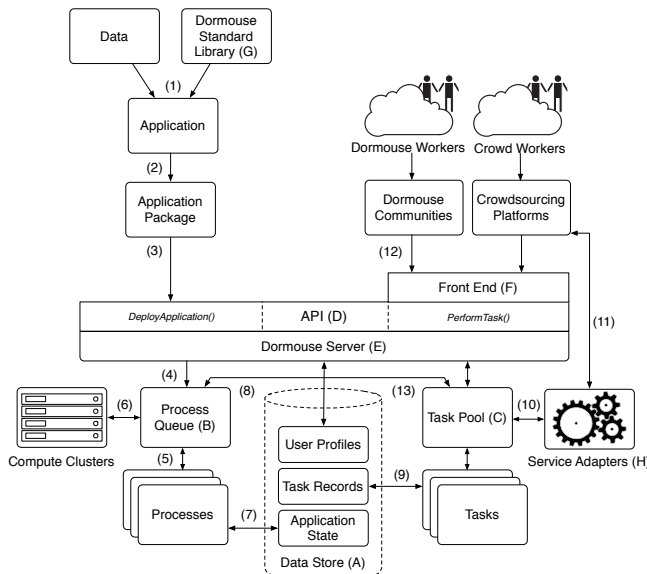 Data
Dormouse
Standard
Library (G)
(1)
Application
Dormouse Workers
Crowd Workers
(2)
Application
Package
Dormouse
Communities
Crowdsourcing
Platforms
(3)
(12)
Front End (F)
DeployApplication()
API (D)
PerformTask()
(11)
Dormouse Server (E)
(4)
(6)
Process
Queue (B)
(8)
(13)
Task Pool (C)
(10)
User Profiles
Compute Clusters
(5)
Service Adapters (H)
Task Records
(9)
Processes
(7)
Application
State
Tasks
Data Store (A)